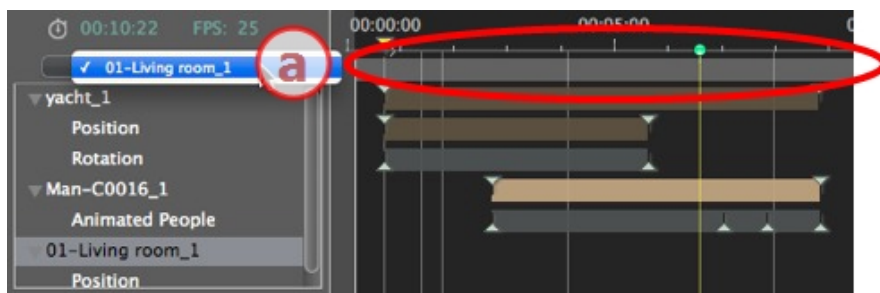 00:10:22 FPS: 25 00:00:00 00:05:00 0
✓ 01-Living room_1 a
yacht_1
Position
Rotation
Man-C0016_1
Animated People
01-Living room_1
Position